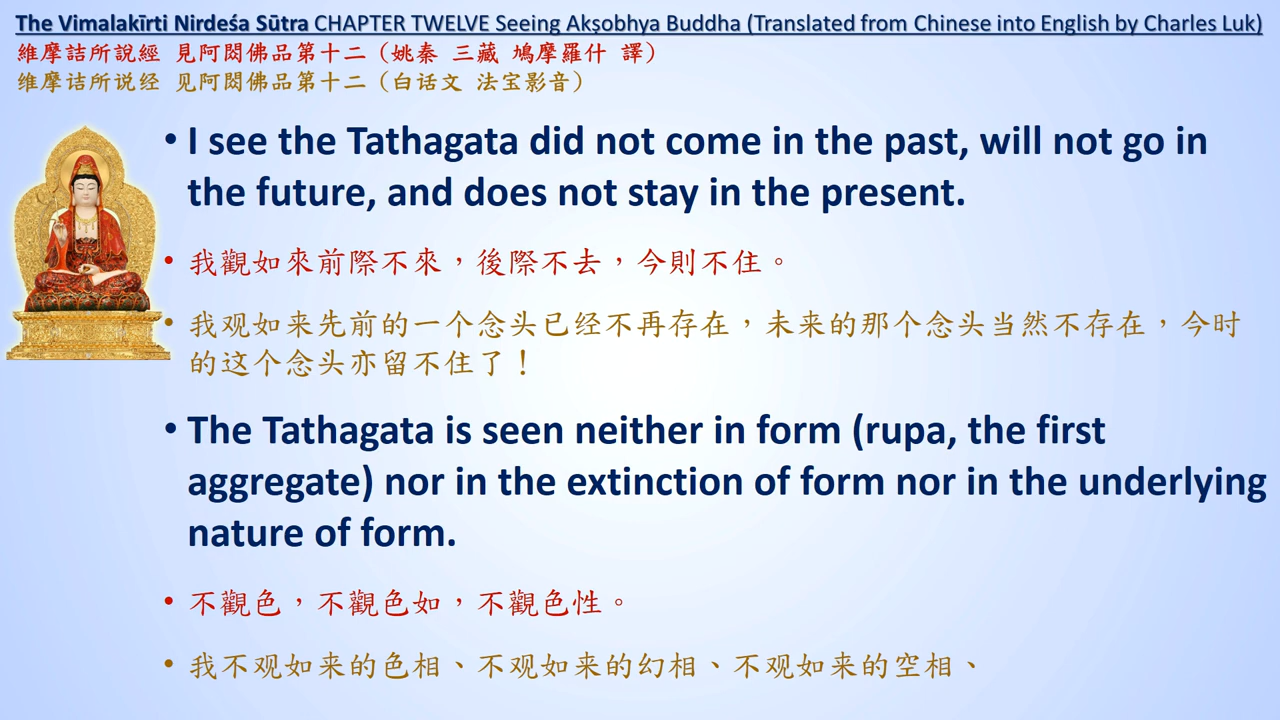 The Vimalakīrti Nirdeśa Sūtra CHAPTER TWELVE Seeing Akṣobhya Buddha (Translated from Chinese into English by Charles Luk)
維摩詰所說經 見阿閦佛品第十二（姚秦 三藏 鳩摩羅什 譯）
维摩诘所说经 见阿閦佛品第十二（白话文 法宝影音）
• I see the Tathagata did not come in the past, will not go in
the future, and does not stay in the present.
• 我觀如來前際不來，後際不去，今則不住。
• 我观如来先前的一个念头已经不再存在，未来的那个念头当然不存在，今时
的这个念头亦留不住了！
• The Tathagata is seen neither in form (rupa, the first
aggregate) nor in the extinction of form nor in the underlying
nature of form.
• 不觀色，不觀色如，不觀色性。
• 我不观如来的色相、不观如来的幻相、不观如来的空相、